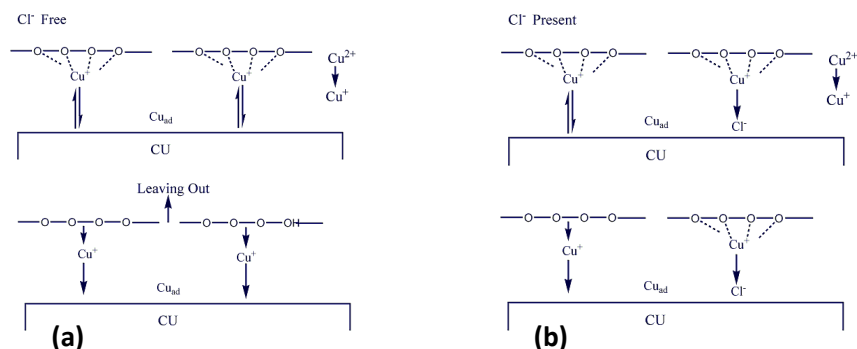 Cl⁻ Free
O O O O O O O O
Cu⁺ Cu⁺
Cu²⁺
Cu⁺
Cu_ad
CU
Leaving Out
O O O O O O O OH
Cu⁺ Cu⁺
Cu_ad
CU
(a)
Cl⁻ Present
O O O O O O O O
Cu⁺ Cu⁺
Cu²⁺
Cu⁺
Cu_ad Cl⁻
CU
O O O O O O O O
Cu⁺ Cu⁺
Cu_ad Cl⁻
CU
(b)